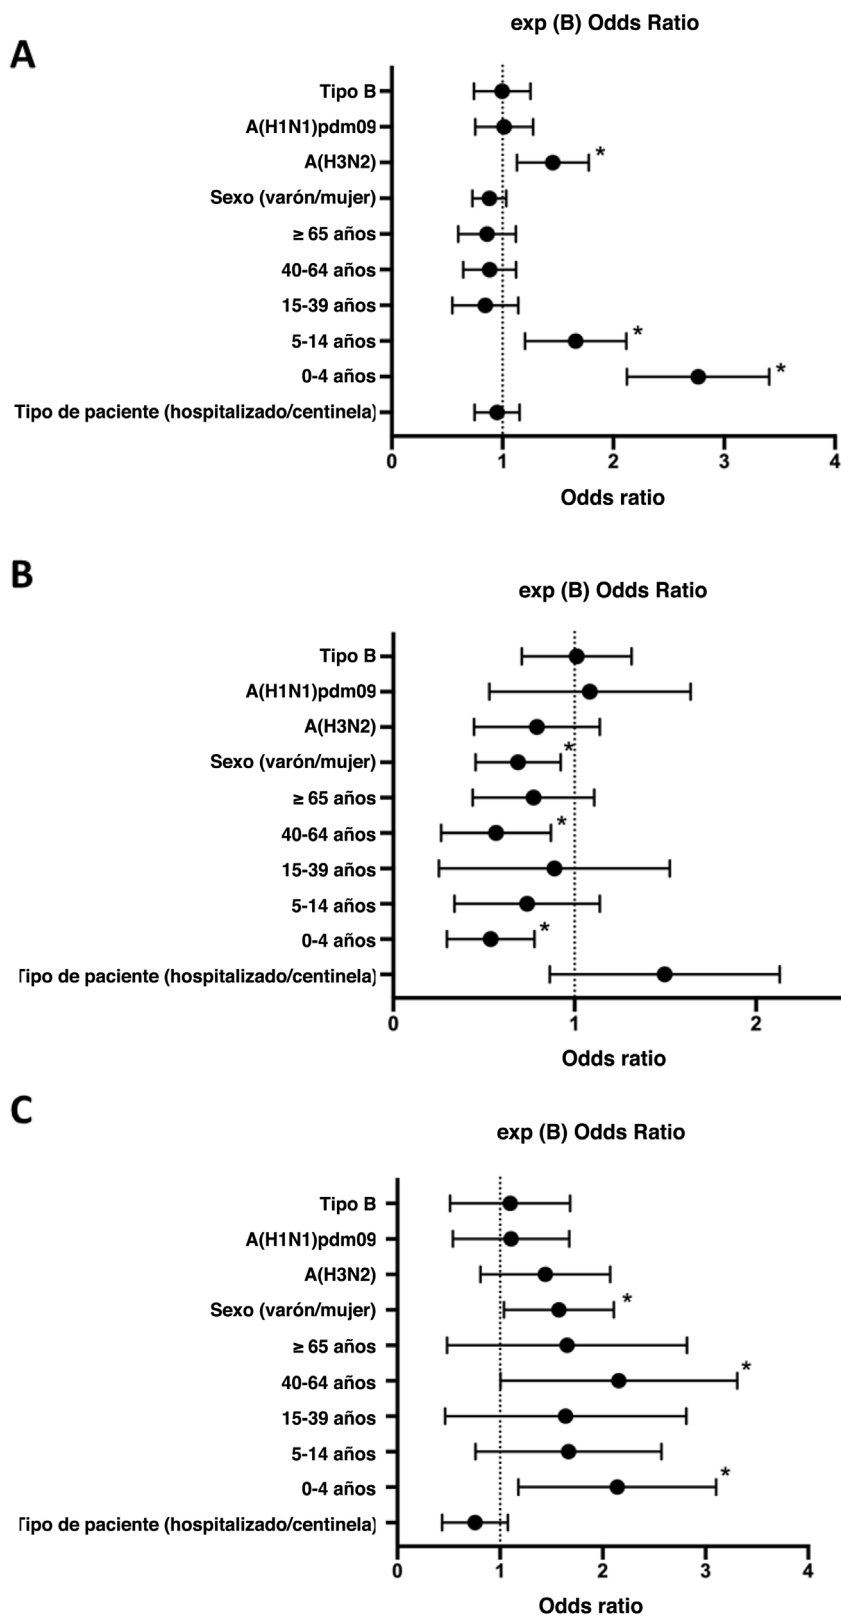 A
exp (B) Odds Ratio
Tipo B
A(H1N1)pdm09
A(H3N2)
*
Sexo (varón/mujer)
≥ 65 años
40-64 años
15-39 años
5-14 años
*
0-4 años
*
Tipo de paciente (hospitalizado/centinela)
0 1 2 3 4
Odds ratio
B
exp (B) Odds Ratio
Tipo B
A(H1N1)pdm09
A(H3N2)
Sexo (varón/mujer)
*
≥ 65 años
40-64 años
*
15-39 años
5-14 años
0-4 años
*
Tipo de paciente (hospitalizado/centinela)
0 1 2
Odds ratio
C
exp (B) Odds Ratio
Tipo B
A(H1N1)pdm09
A(H3N2)
Sexo (varón/mujer)
*
≥ 65 años
40-64 años
*
15-39 años
5-14 años
0-4 años
*
Tipo de paciente (hospitalizado/centinela)
0 1 2 3 4
Odds ratio